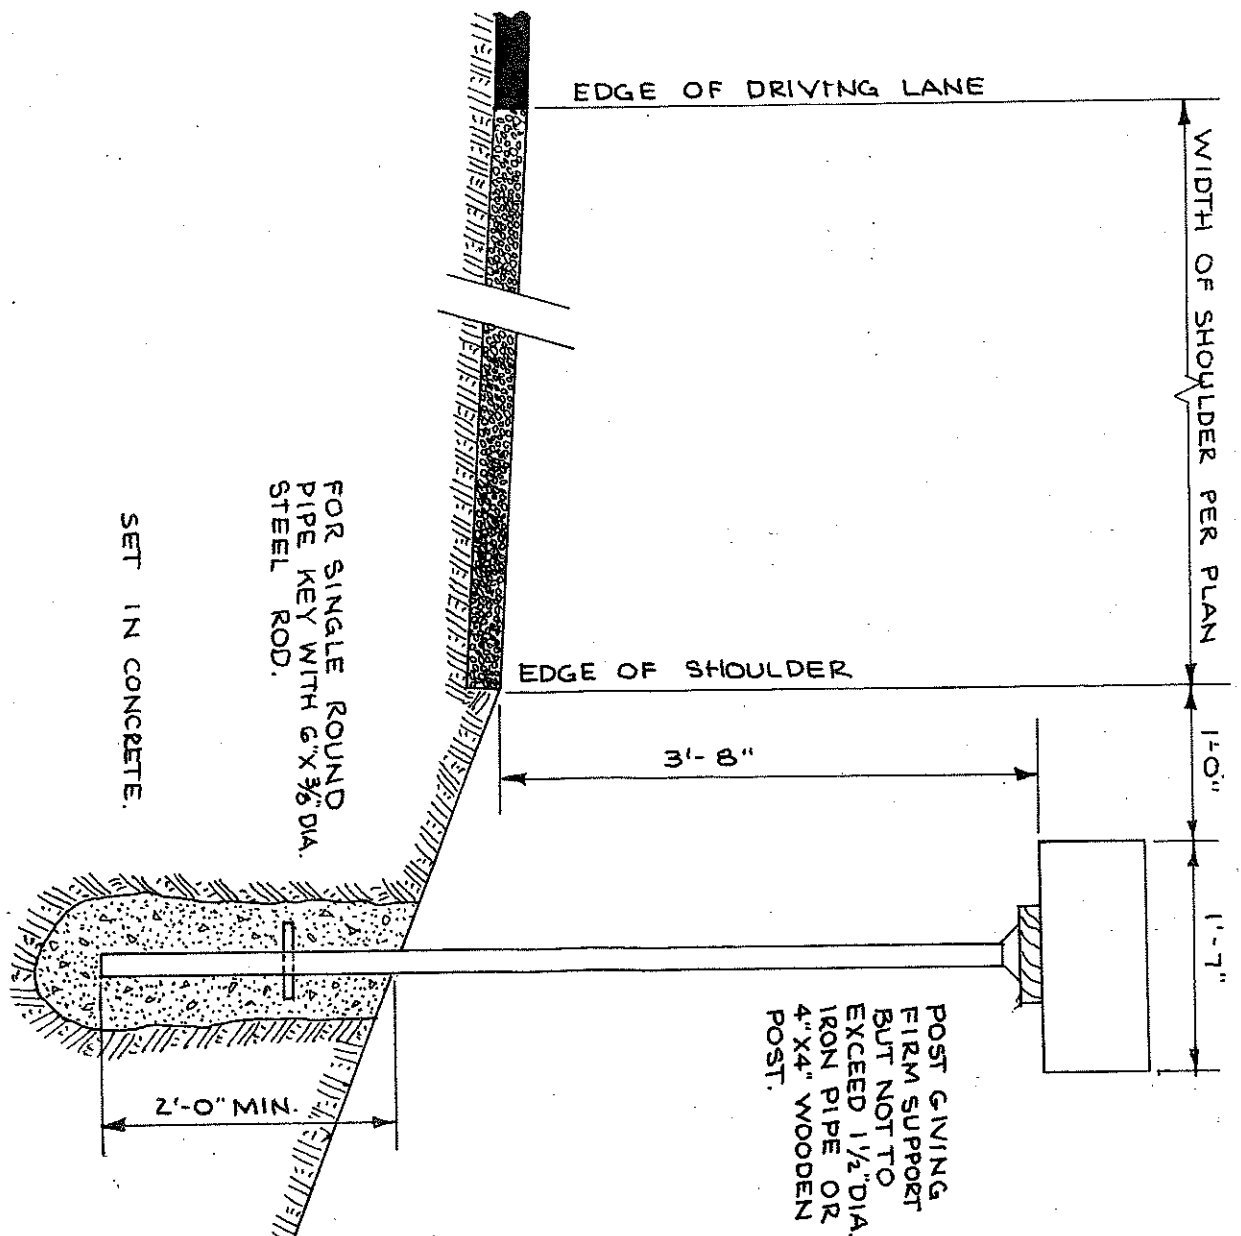 EDGE OF DRIVING LANE
WIDTH OF SHOULDER PER PLAN
EDGE OF SHOULDER
1'-0"
3'-8"
1'-7"
FOR SINGLE ROUND
PIPE KEY WITH 6"X3/8"DIA.
STEEL ROD.
SET IN CONCRETE.
POST GIVING
FIRM SUPPORT
BUT NOT TO
EXCEED 1 1/2"DIA.
IRON PIPE OR
4"X4" WOODEN
POST.
2'-0" MIN.